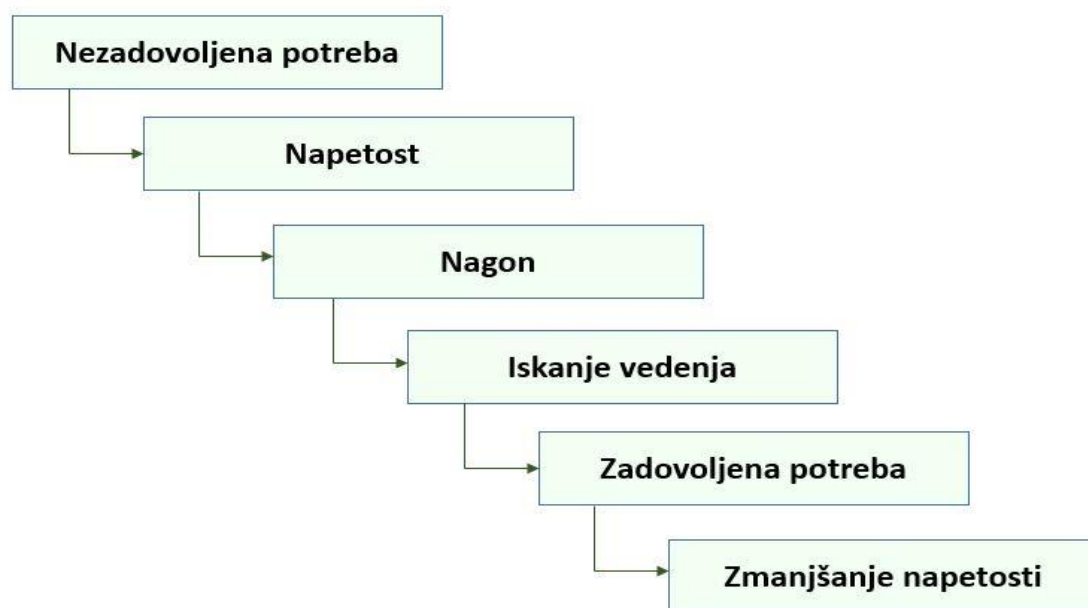 Nezadovoljena potreba
Napetost
Nagon
Iskanje vedenja
Zadovoljena potreba
Zmanjšanje napetosti